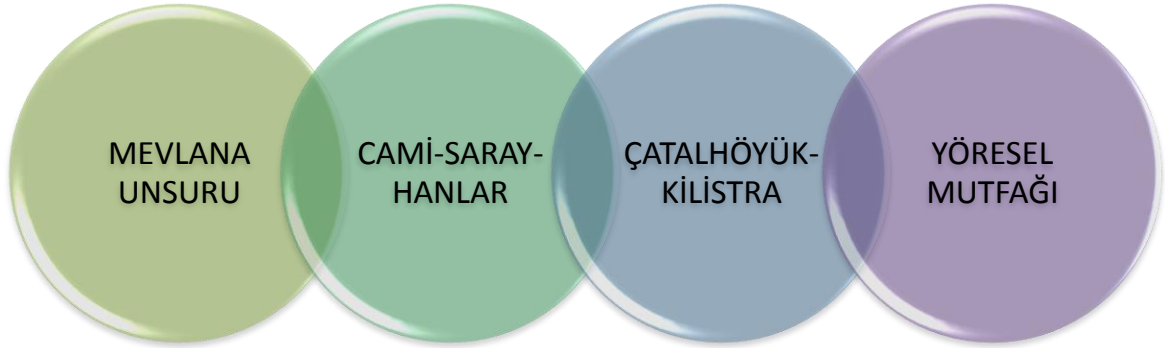 MEVLANA
UNSURU
CAMİ-SARAY-
HANLAR
ÇATALHÖYÜK-
KİLİSTRA
YÖRESEL
MUTFAĞI